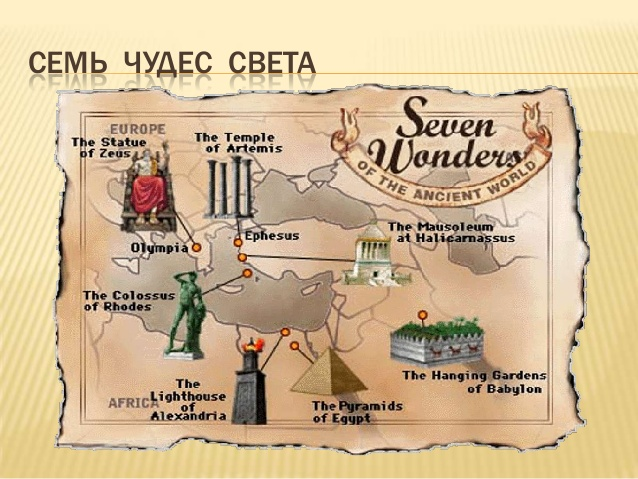 СЕМЬ ЧУДЕС СВЕТА
EUROPE
The Statue
of Zeus
The Temple
of Artemis
Seven
Wonders
OF THE ANCIENT WORLD
Olympia
Ephesus
The Mausoleum
at Halicarnassus
The Colossus
of Rhodes
The Hanging Gardens
of Babylon
AFRICA
The
Lighthouse
of
Alexandria
The Pyramids
of Egypt